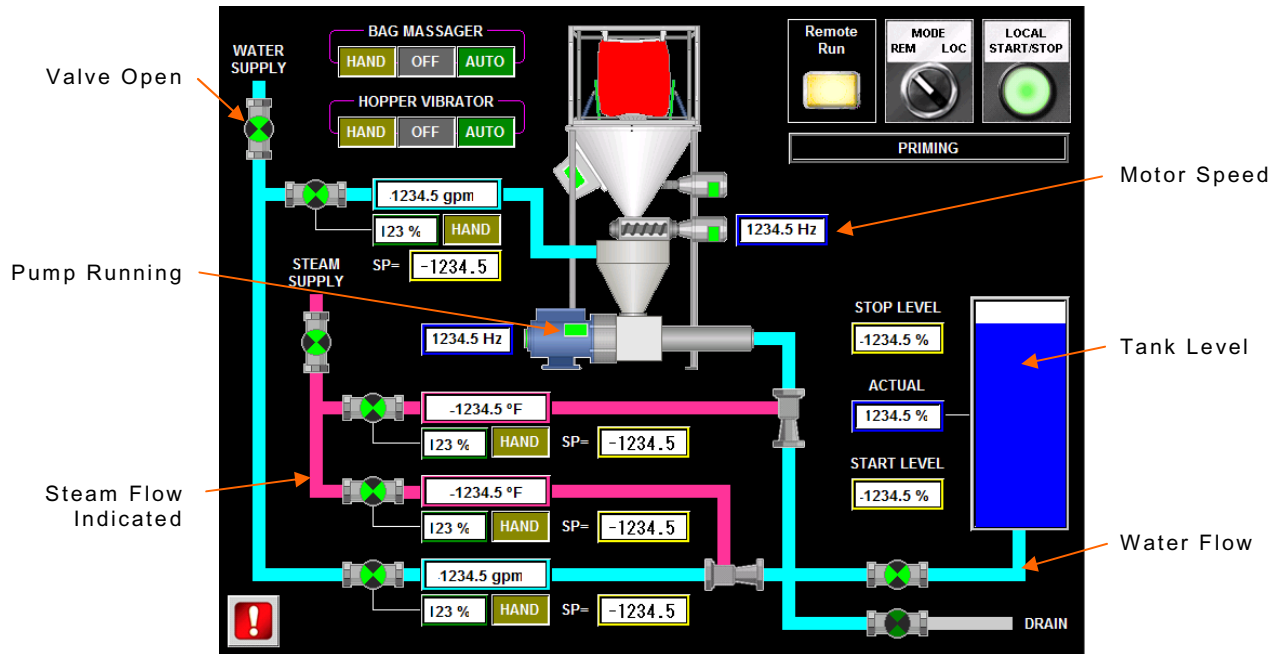 Valve Open
Pump Running
Steam Flow
Indicated
WATER
SUPPLY
BAG MASSAGER
HAND OFF AUTO
HOPPER VIBRATOR
HAND OFF AUTO
Remote
Run
MODE
REM LOC
LOCAL
START/STOP
PRIMING
-1234.5 gpm
123 % HAND
SP= -1234.5
1234.5 Hz
STEAM
SUPPLY
1234.5 Hz
-1234.5 ºF
123 % HAND SP= -1234.5
-1234.5 ºF
123 % HAND SP= -1234.5
-1234.5 gpm
123 % HAND SP= -1234.5
STOP LEVEL
-1234.5 %
ACTUAL
1234.5 %
START LEVEL
-1234.5 %
DRAIN
!
Motor Speed
Tank Level
Water Flow